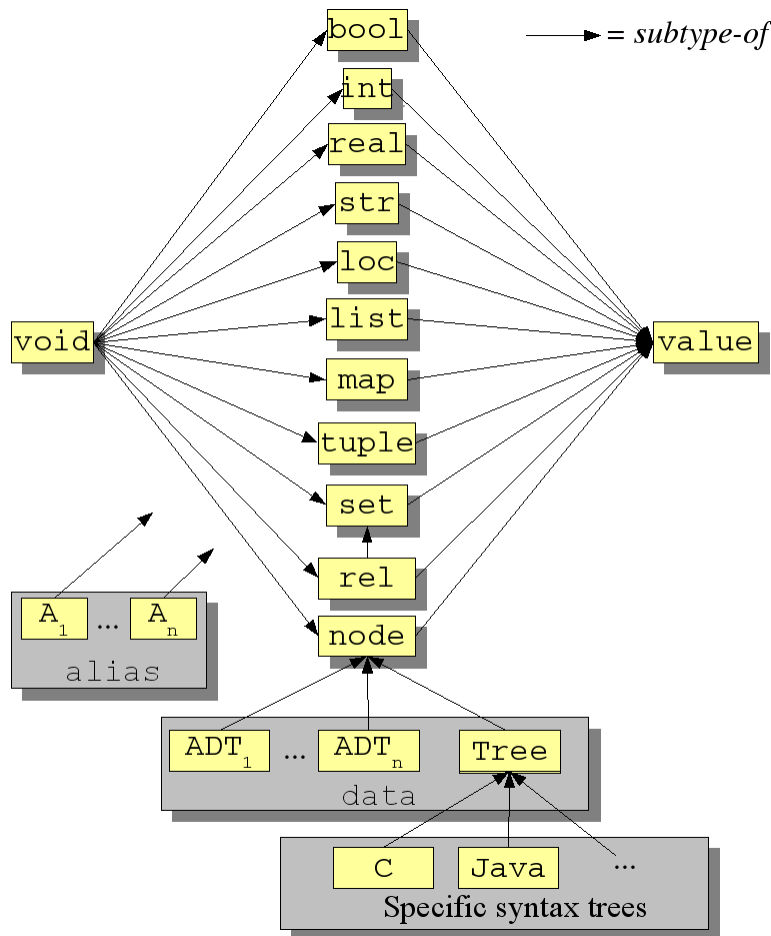 bool
= subtype-of
int
real
str
loc
list
void
value
map
tuple
set
rel
A1 ... An
node
alias
ADT1 ... ADTn
Tree
data
C
Java
...
Specific syntax trees